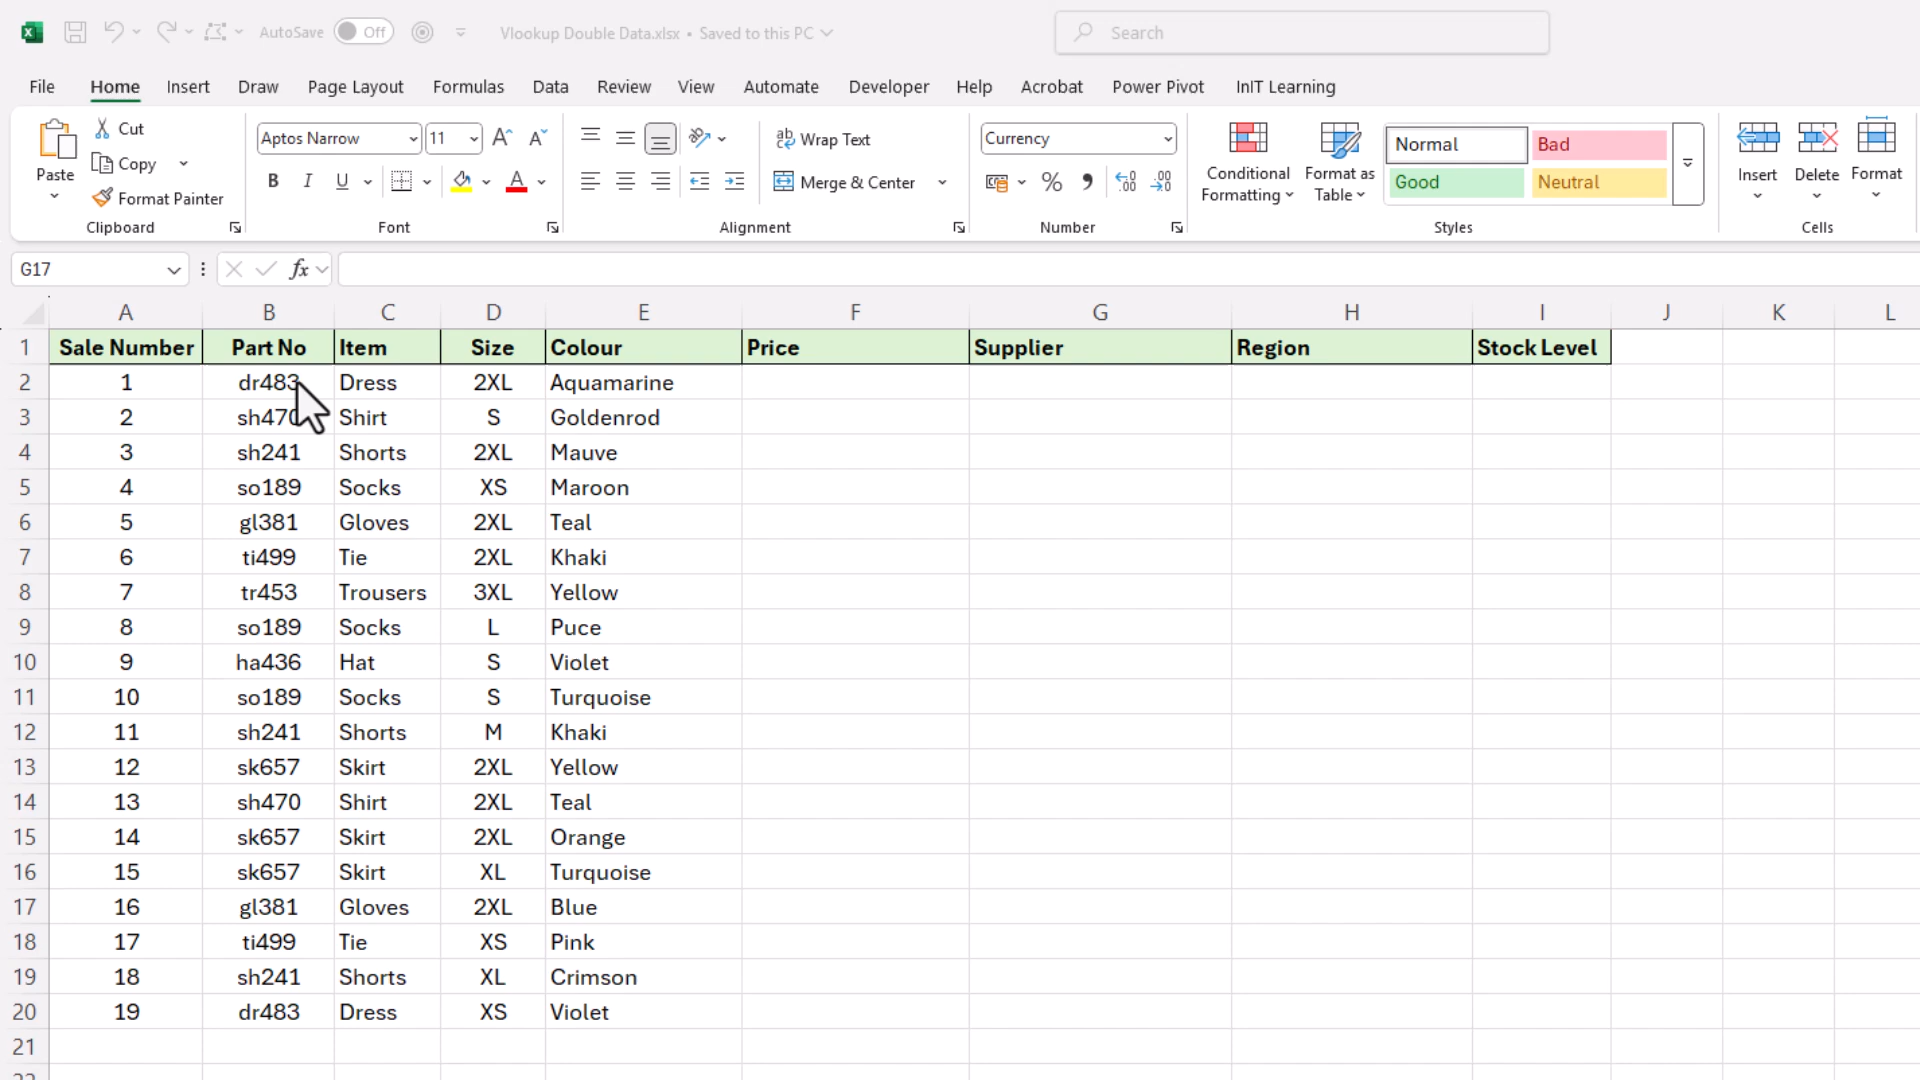 AutoSave Off Vlookup Double Data.xlsx • Saved to this PC Search
File Home Insert Draw Page Layout Formulas Data Review View Automate Developer Help Acrobat Power Pivot InIT Learning
Paste Cut Copy Format Painter
Clipboard
Aptos Narrow 11 A A
B I U A
Font
ab Wrap Text
Merge & Center
Alignment
Currency
% 9 .00 .00
Number
Conditional Formatting
Format as Table
Normal Bad
Good Neutral
Styles
Insert Delete Format
Cells
G17 fx
A B C D E F G H I J K L
1 Sale Number Part No Item Size Colour Price Supplier Region Stock Level
2 1 dr483 Dress 2XL Aquamarine
3 2 sh470 Shirt S Goldenrod
4 3 sh241 Shorts 2XL Mauve
5 4 so189 Socks XS Maroon
6 5 gl381 Gloves 2XL Teal
7 6 ti499 Tie 2XL Khaki
8 7 tr453 Trousers 3XL Yellow
9 8 so189 Socks L Puce
10 9 ha436 Hat S Violet
11 10 so189 Socks S Turquoise
12 11 sh241 Shorts M Khaki
13 12 sk657 Skirt 2XL Yellow
14 13 sh470 Shirt 2XL Teal
15 14 sk657 Skirt 2XL Orange
16 15 sk657 Skirt XL Turquoise
17 16 gl381 Gloves 2XL Blue
18 17 ti499 Tie XS Pink
19 18 sh241 Shorts XL Crimson
20 19 dr483 Dress XS Violet
21